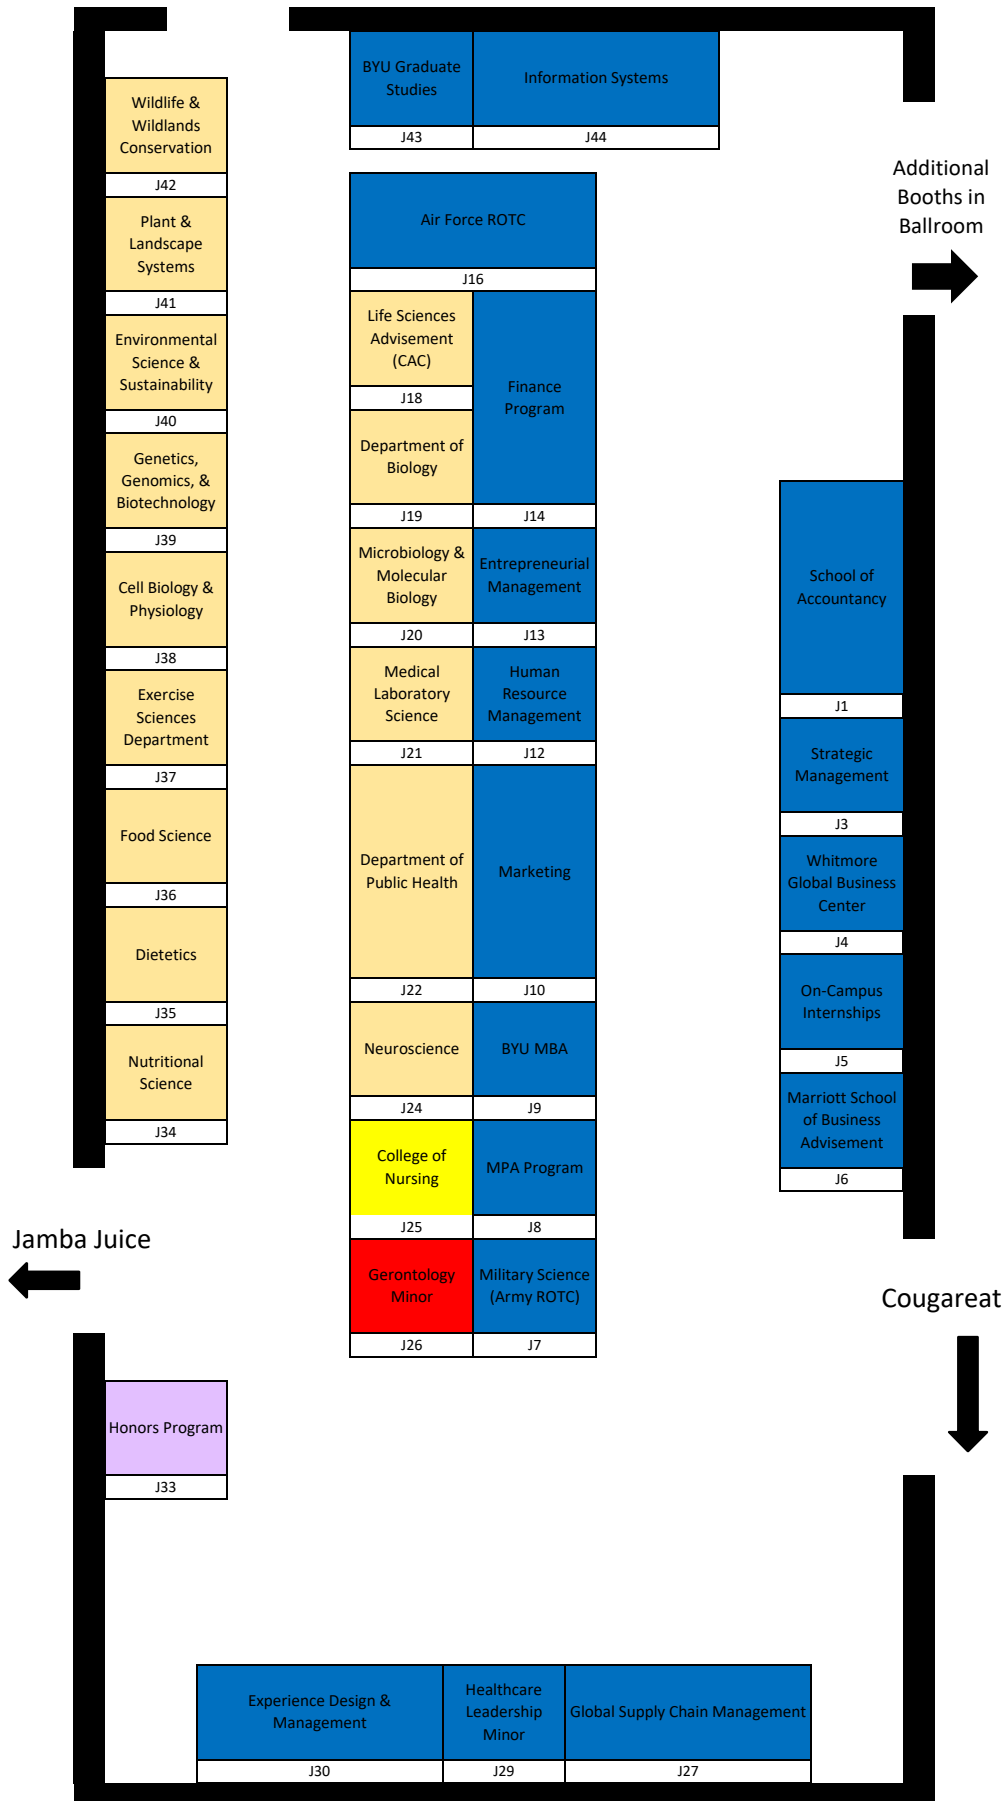 BYU Graduate
Studies
J43
Information Systems
J44
Wildlife &
Wildlands
Conservation
J42
Plant &
Landscape
Systems
J41
Environmental
Science &
Sustainability
J40
Genetics,
Genomics, &
Biotechnology
J39
Cell Biology &
Physiology
J38
Exercise
Sciences
Department
J37
Food Science
J36
Dietetics
J35
Nutritional
Science
J34
Air Force ROTC
J16
Life Sciences
Advisement
(CAC)
J18
Department of
Biology
J19
Microbiology &
Molecular
Biology
J20
Medical
Laboratory
Science
J21
Department of
Public Health
J22
Neuroscience
J24
College of
Nursing
J25
Gerontology
Minor
J26
Finance
Program
J14
Entrepreneurial
Management
J13
Human
Resource
Management
J12
Marketing
J10
BYU MBA
J9
MPA Program
J8
Military Science
(Army ROTC)
J7
Additional
Booths in
Ballroom
School of
Accountancy
J1
Strategic
Management
J3
Whitmore
Global Business
Center
J4
On-Campus
Internships
J5
Marriott School
of Business
Advisement
J6
Jamba Juice
Cougareat
Honors Program
J33
Experience Design &
Management
J30
Healthcare
Leadership
Minor
J29
Global Supply Chain Management
J27